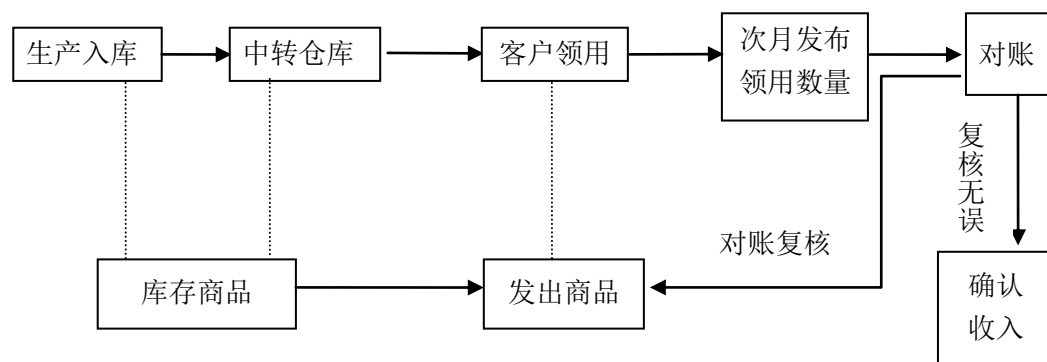 生产入库
中转仓库
客户领用
次月发布
领用数量
对账
复核无误
对账复核
库存商品
发出商品
确认
收入